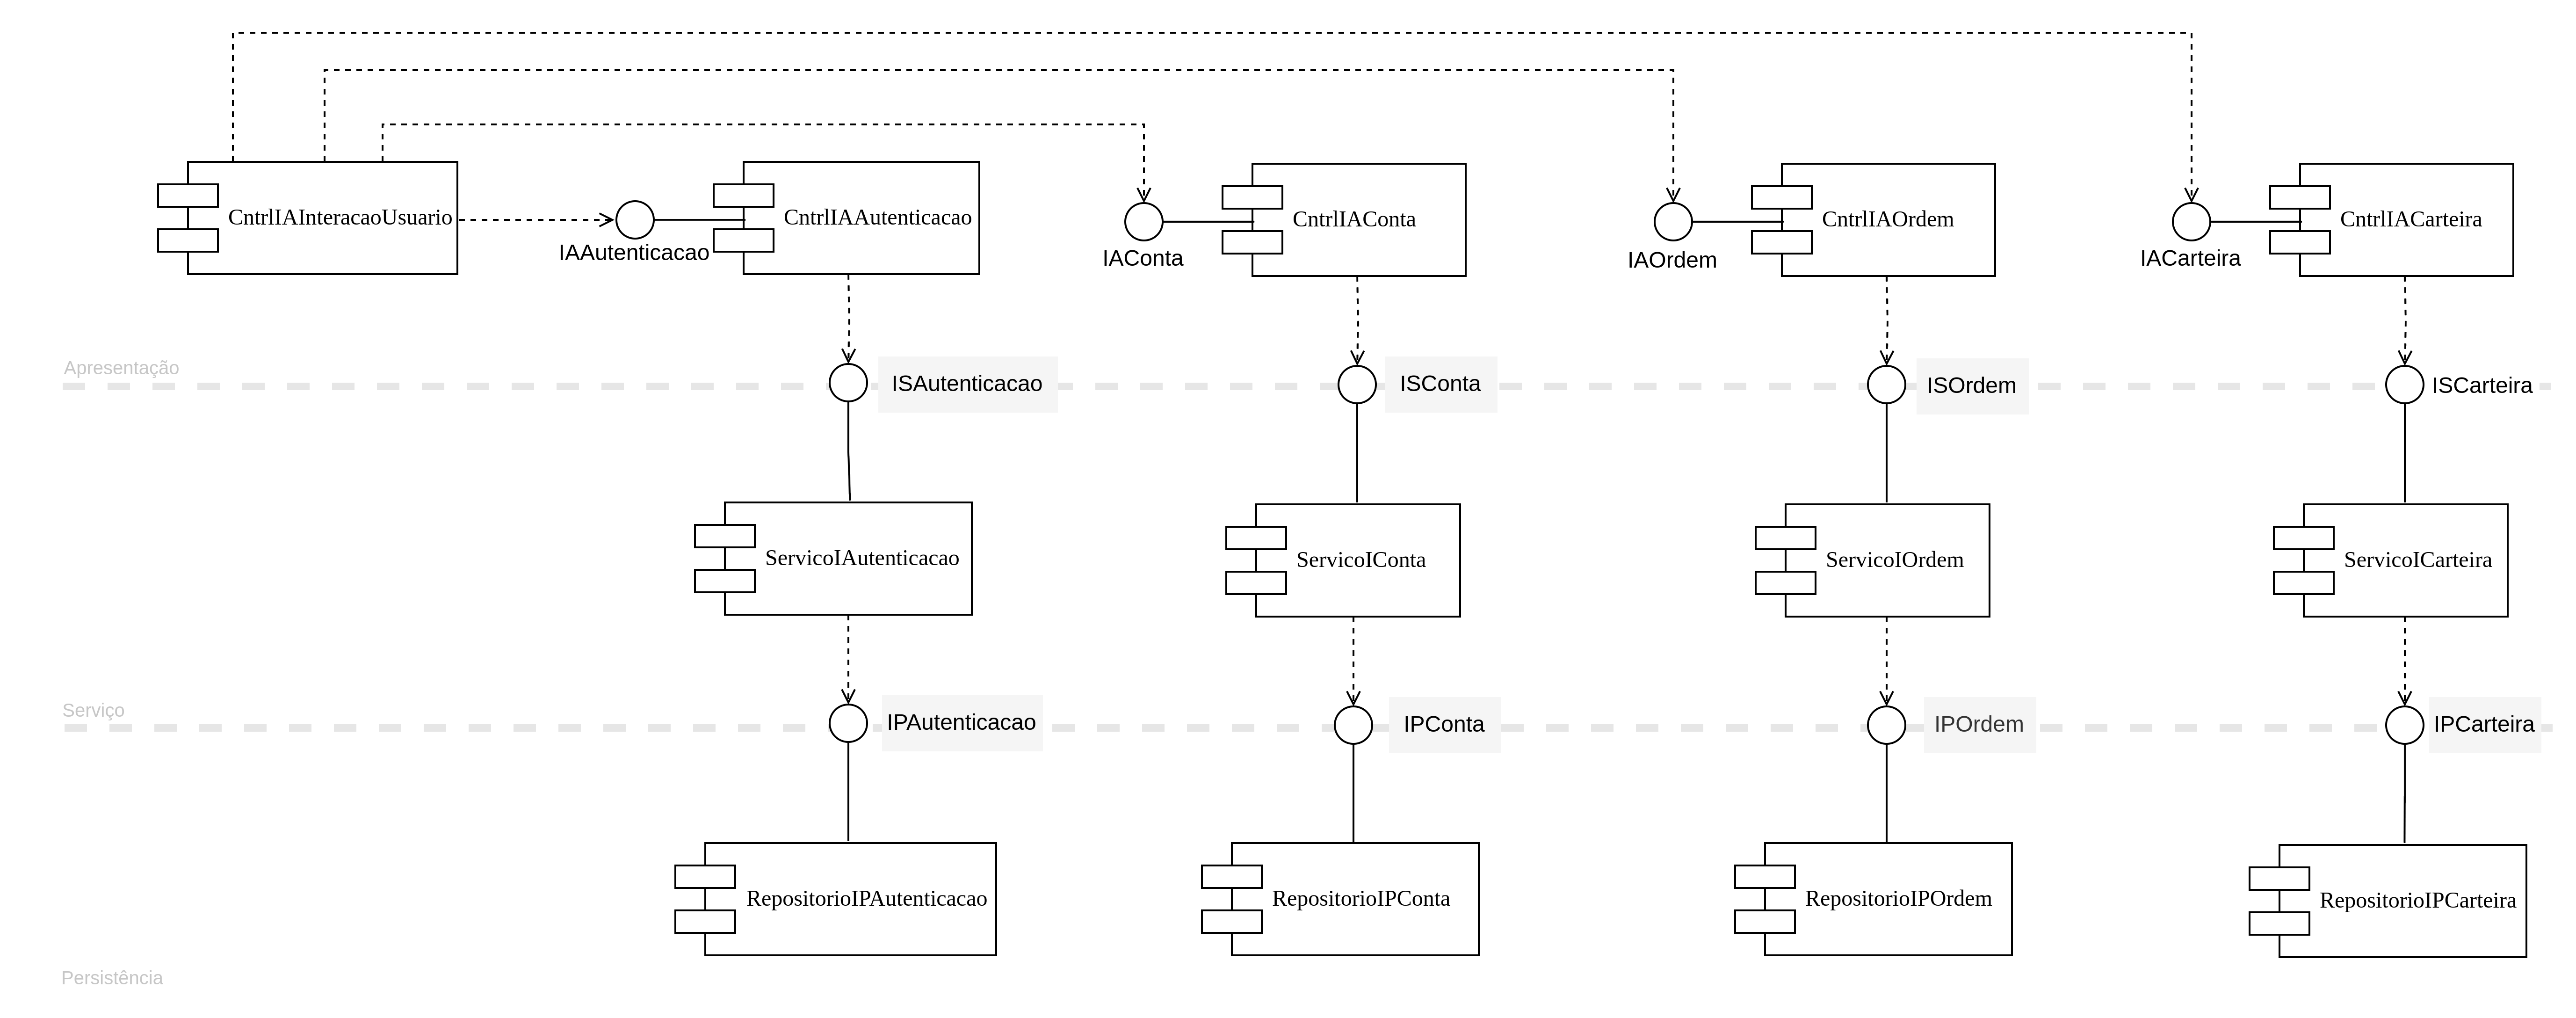 CntrlIAInteracaoUsuario
CntrlIAAutenticacao
CntrlIAConta
CntrlIAOrdem
CntrlIACarteira
IAAutenticacao
IAConta
IAOrdem
IACarteira
Apresentação
ISAutenticacao
ISConta
ISOrdem
ISCarteira
ServicoIAutenticacao
ServicoIConta
ServicoIOrdem
ServicoICarteira
Serviço
IPAutenticacao
IPConta
IPOrdem
IPCarteira
RepositorioIPAutenticacao
RepositorioIPConta
RepositorioIPOrdem
RepositorioIPCarteira
Persistência